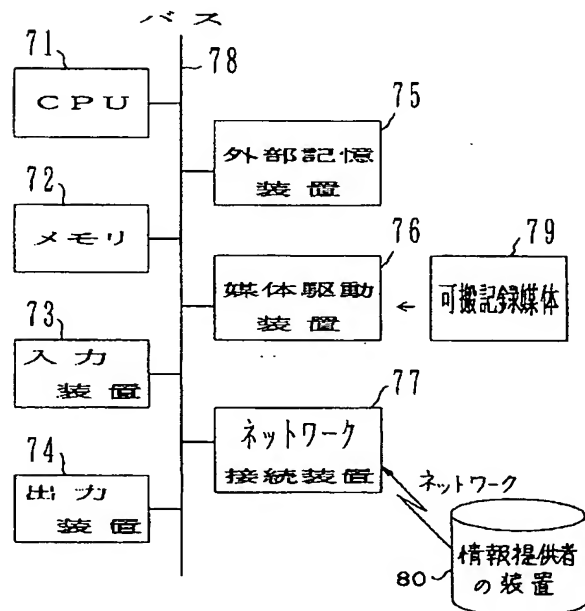 バス
78
71
CPU
72
メモリ
73
入力
装置
74
出力
装置
75
外部記憶
装置
76
媒体駆動
装置
79
可搬記録媒体
77
ネットワーク
接続装置
ネットワーク
80
情報提供者
の装置